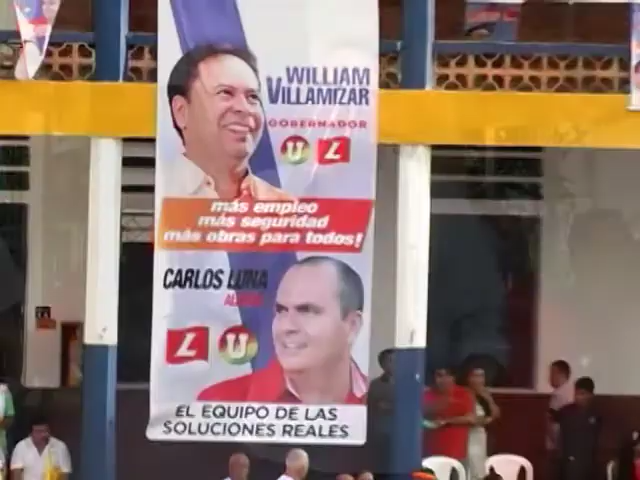 WILLIAM
VILLAMIZAR
GOBERNADOR
U L
más empleo
más seguridad
más obras para todos!
CARLOS LUNA
L U
EL EQUIPO DE LAS
SOLUCIONES REALES